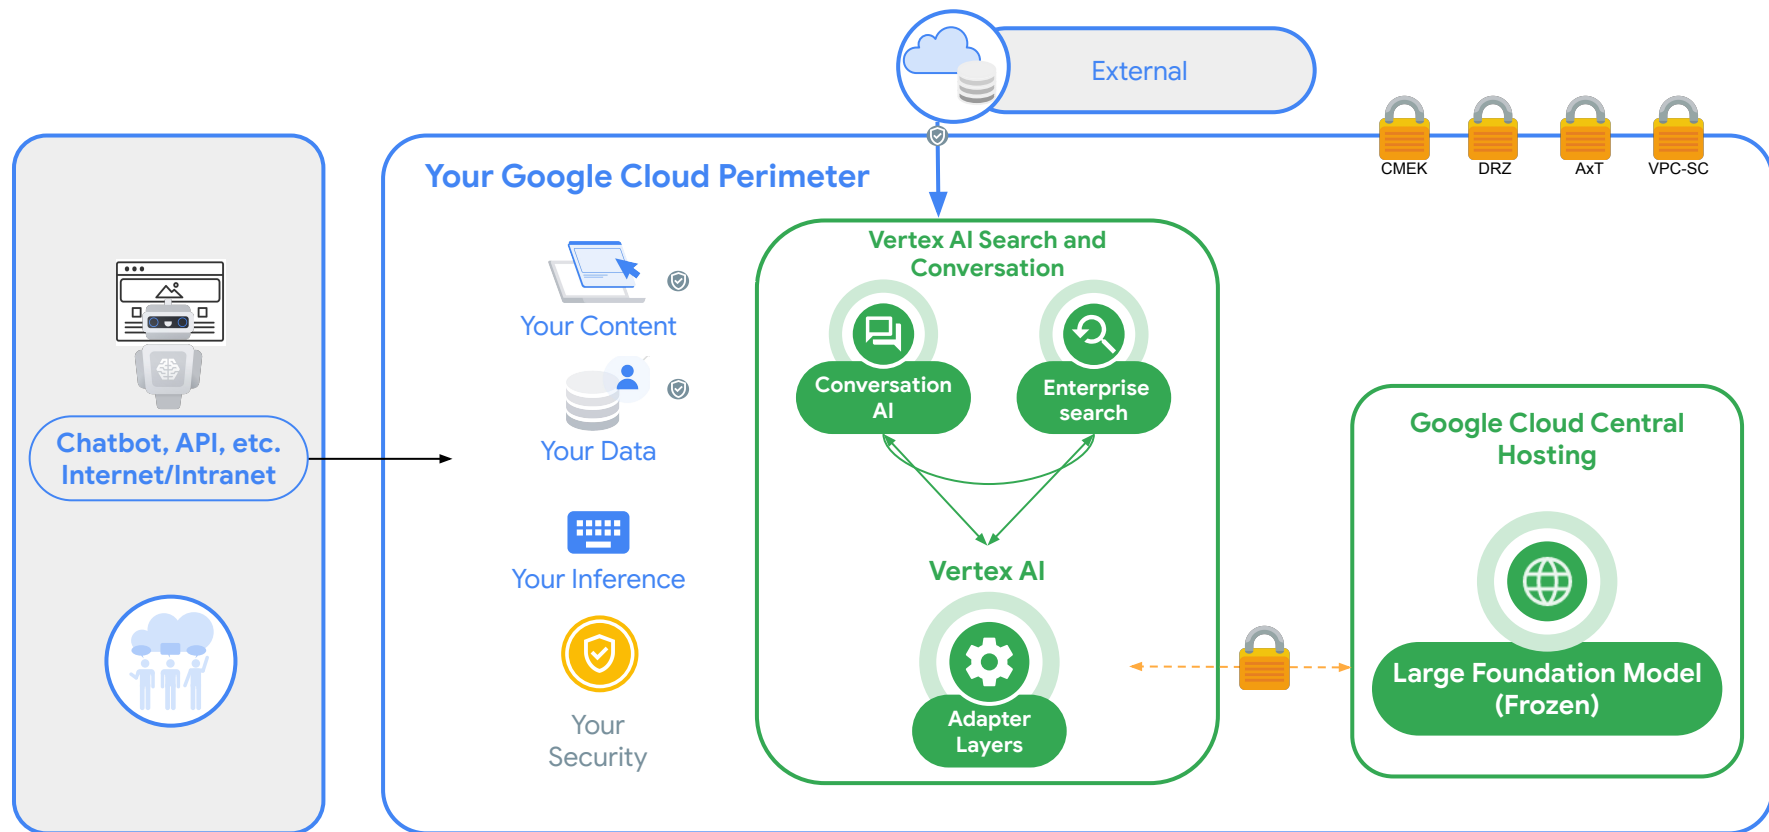 External
CMEK
DRZ
AxT
VPC-SC
Your Google Cloud Perimeter
Chatbot, API, etc.
Internet/Intranet
Your Content
Your Data
Your Inference
Your
Security
Vertex AI Search and
Conversation
Conversation
AI
Enterprise
search
Vertex AI
Adapter
Layers
Google Cloud Central
Hosting
Large Foundation Model
(Frozen)